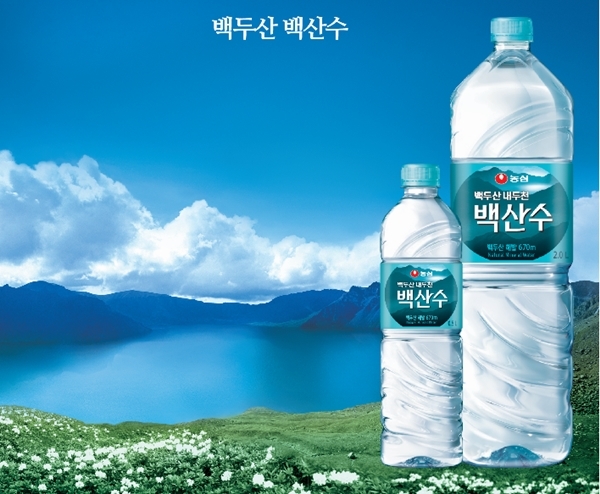 백두산 백산수
농심
백두산 내두천
백산수
백두산 해발 670m
Natural Mineral Water
2.0 L
농심
백두산 내두천
백산수
백두산 해발 670m